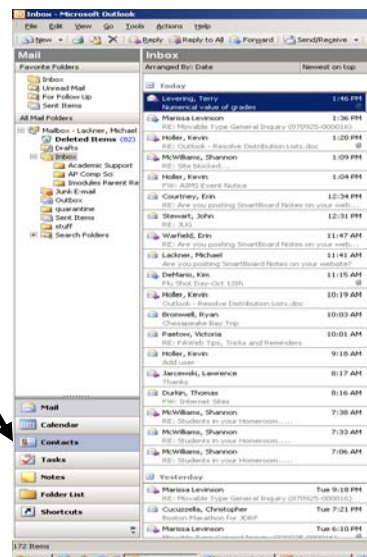 Inbox - Microsoft Outlook
File Edit View Go Tools Actions Help
New Reply Reply to All Forward Send/Receive
Mail
Favorite Folders
Inbox
Unread Mail
For Follow Up
Sent Items
All Mail Folders
Mailbox - Lackner, Michael
Deleted Items (82)
Drafts
Inbox
Academic Support
AP Comp Sci
Imodules Parent Re
Junk E-mail
Outbox
quarantine
Sent Items
stuff
Search Folders
Mail
Calendar
Contacts
Tasks
Notes
Folder List
Shortcuts
172 Items
Inbox
Arranged By: Date Newest on top
Today
Levering, Terry 1:46 PM
Numerical value of grades
Marissa Levinson 1:36 PM
RE: Movable Type General Inquiry (070925-000016)
Holler, Kevin 1:20 PM
RE: Outlook - Resolve Distribution Lists.doc
McWilliams, Shannon 1:09 PM
RE: Site blocked....
Holler, Kevin 1:04 PM
FW: AIMS Event Notice
Courtney, Erin 12:34 PM
RE: Are you posting SmartBoard Notes on your web...
Stewart, John 12:31 PM
RE: JUG
Warfield, Erin 11:47 AM
RE: Are you posting SmartBoard Notes on your web...
Lackner, Michael 11:41 AM
Are you posting SmartBoard Notes on your website?
DeMaris, Kim 11:15 AM
Flu Shot Day-Oct 12th
Holler, Kevin 10:19 AM
Outlook - Resolve Distribution Lists.doc
Bromwell, Ryan 10:03 AM
Chesapeake Bay Trip
Pastow, Victoria 10:01 AM
RE: PAWeb Tips, Tricks and Reminders
Holler, Kevin 9:18 AM
Add user
Jarzewski, Lawrence 8:17 AM
Thanks
Durkin, Thomas 8:16 AM
FW: Internet Sites
McWilliams, Shannon 7:38 AM
RE: Students in your Homeroom.....
McWilliams, Shannon 7:33 AM
RE: Students in your Homeroom.....
McWilliams, Shannon 7:06 AM
RE: Students in your Homeroom.....
Yesterday
Marissa Levinson Tue 9:18 PM
RE: Movable Type General Inquiry (070925-000016)
Cucuzzella, Christopher Tue 7:21 PM
Boston Marathon for JDRF
Marissa Levinson Tue 6:10 PM